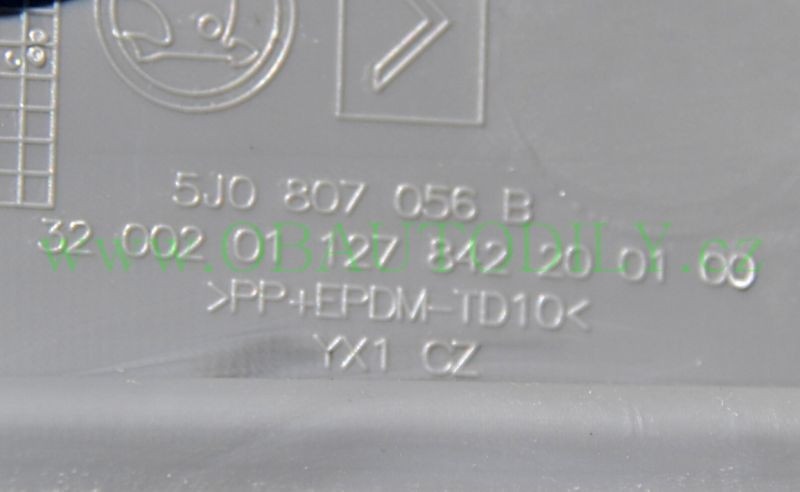 5J0 807 056 B
32 002 01 127 842 20 01 00
www.OBAUTODILY.cz
>PP+EPDM-TD10<
YX1 CZ